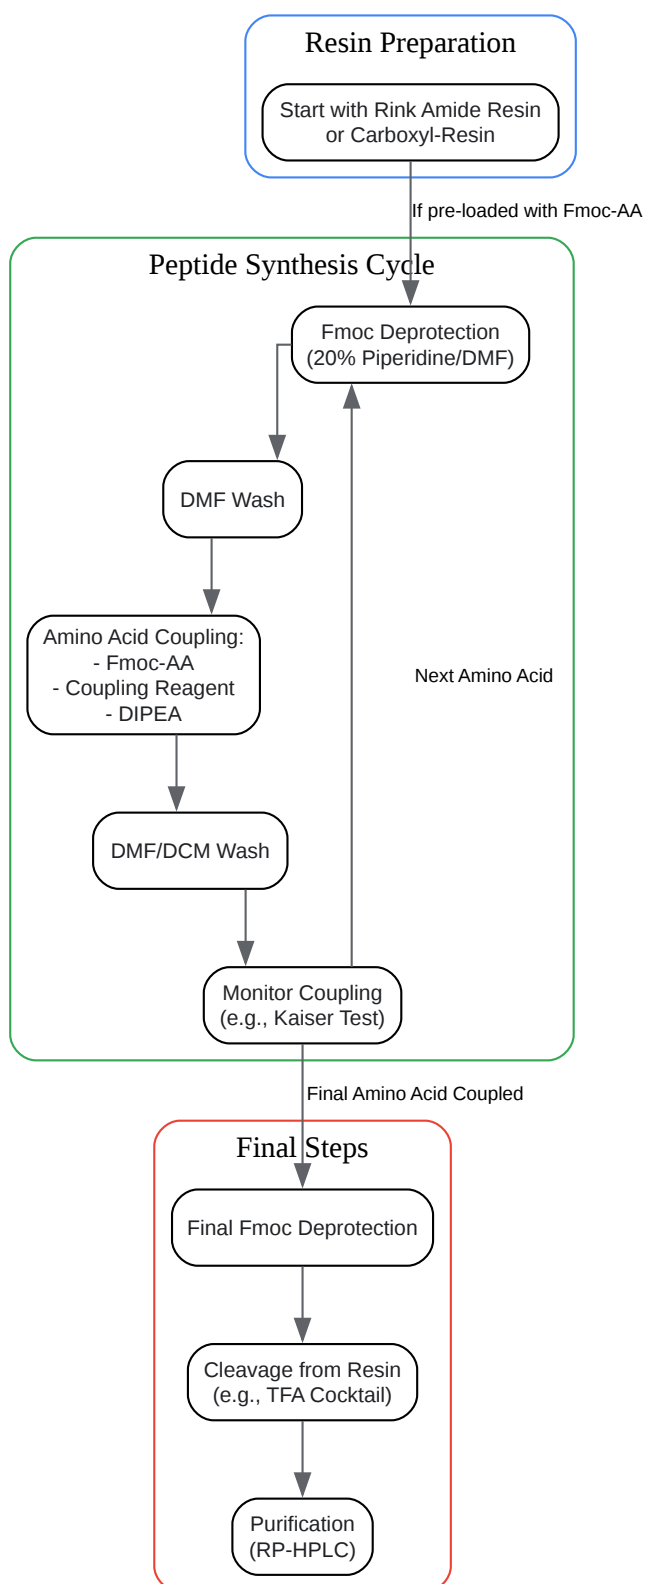 Resin Preparation
Start with Rink Amide Resin
or Carboxyl-Resin
If pre-loaded with Fmoc-AA
Peptide Synthesis Cycle
Fmoc Deprotection
(20% Piperidine/DMF)
DMF Wash
Amino Acid Coupling:
- Fmoc-AA
- Coupling Reagent
- DIPEA
Next Amino Acid
DMF/DCM Wash
Monitor Coupling
(e.g., Kaiser Test)
Final Amino Acid Coupled
Final Steps
Final Fmoc Deprotection
Cleavage from Resin
(e.g., TFA Cocktail)
Purification
(RP-HPLC)